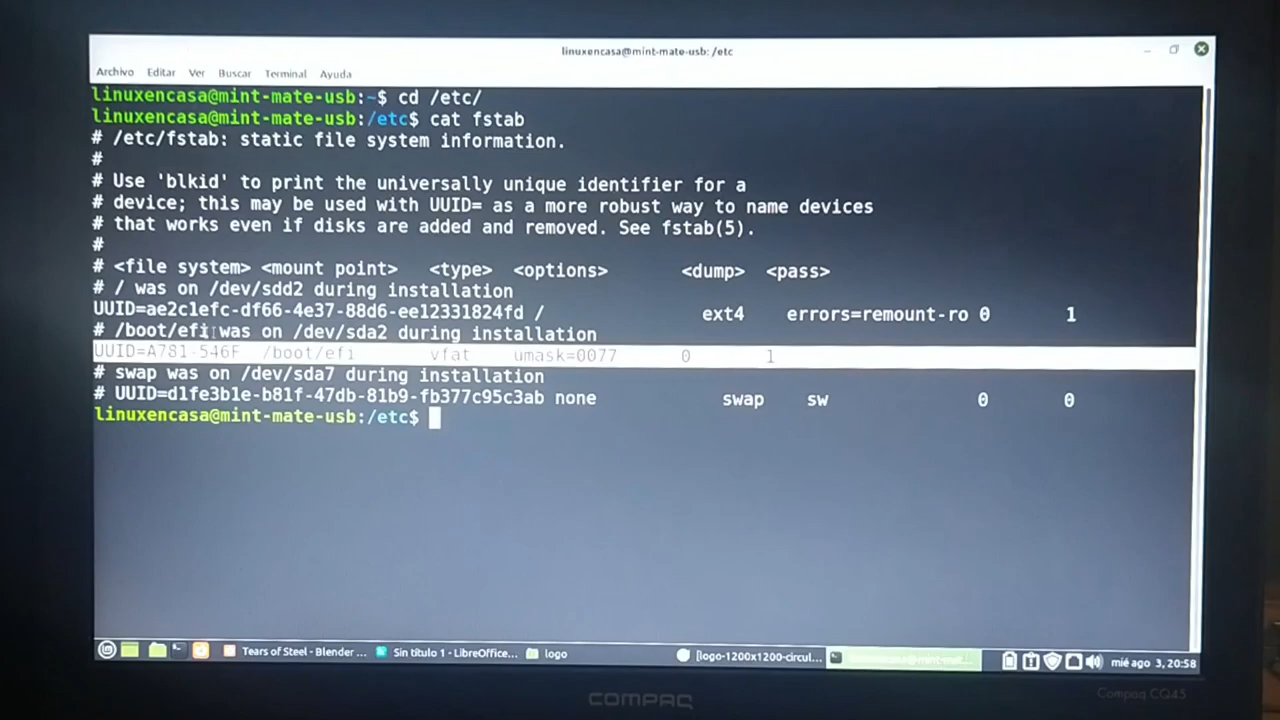 linuxencasa@mint-mate-usb: /etc
Archivo Editar Ver Buscar Terminal Ayuda
linuxencasa@mint-mate-usb:~$ cd /etc/
linuxencasa@mint-mate-usb:/etc$ cat fstab
# /etc/fstab: static file system information.
#
# Use 'blkid' to print the universally unique identifier for a
# device; this may be used with UUID= as a more robust way to name devices
# that works even if disks are added and removed. See fstab(5).
#
# <file system> <mount point> <type> <options> <dump> <pass>
# / was on /dev/sdd2 during installation
UUID=ae2c1efc-df66-4e37-88d6-ee12331824fd / ext4 errors=remount-ro 0 1
# /boot/efi was on /dev/sda2 during installation
UUID=A781-546F /boot/efi vfat umask=0077 0 1
# swap was on /dev/sda7 during installation
# UUID=d1fe3b1e-b81f-47db-81b9-fb377c95c3ab none swap sw 0 0
linuxencasa@mint-mate-usb:/etc$
Tears of Steel - Blender ... Sin título 1 - LibreOffice... logo [logo-1200x1200-circul... mié ago 3, 20:58
COMPAQ
Compaq CQ45